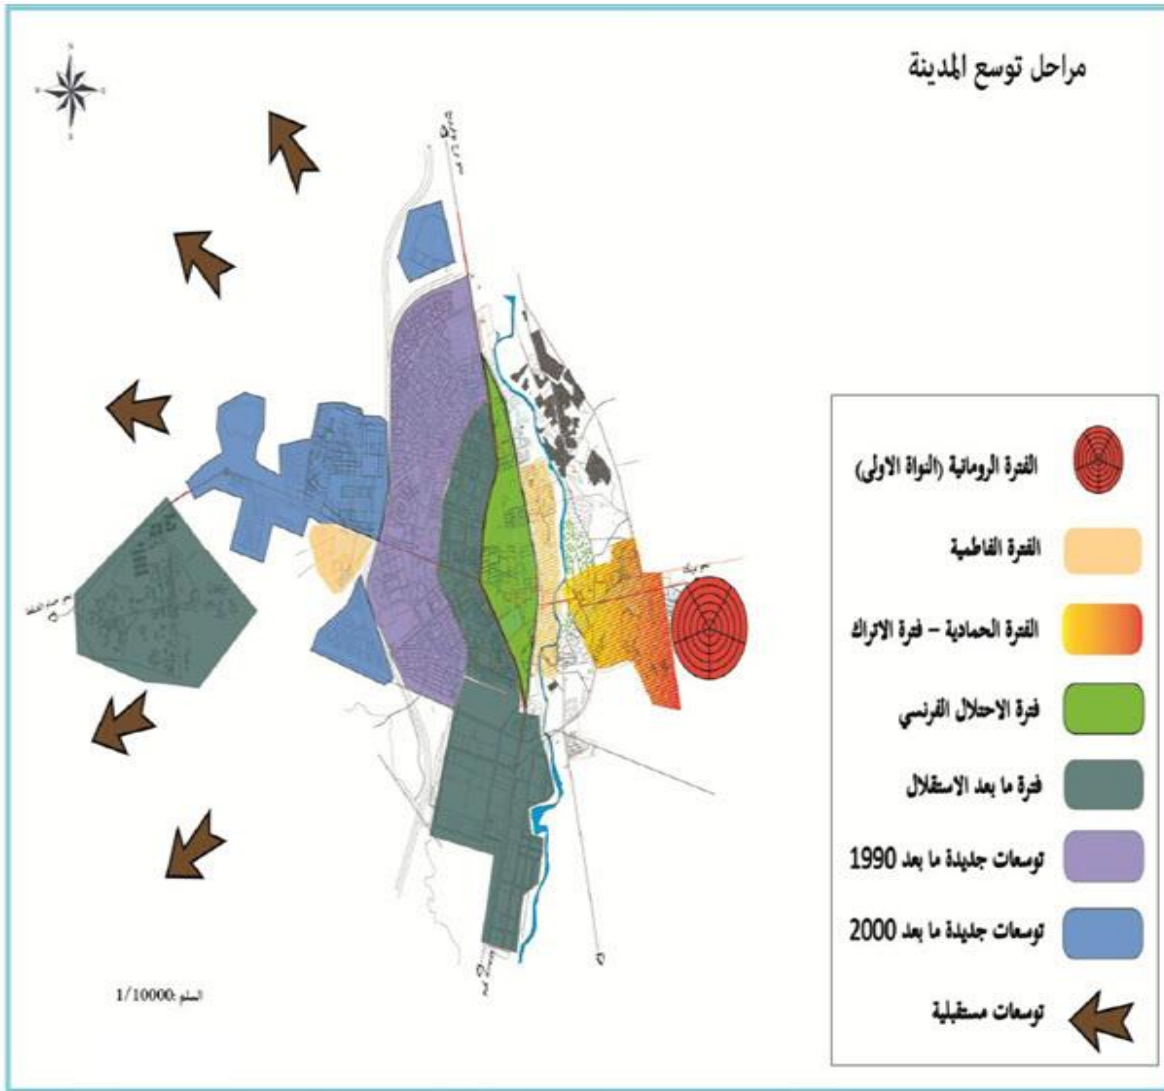 مراحل توسع المدينة
الفترة الرومانية (النواة الاولى)
الفترة الفاطمية
الفترة الحمادية – فترة الاتراك
فترة الاحتلال الفرنسي
فترة ما بعد الاستقلال
توسعات جديدة ما بعد 1990
توسعات جديدة ما بعد 2000
توسعات مستقبلية
السلم: 1/10000